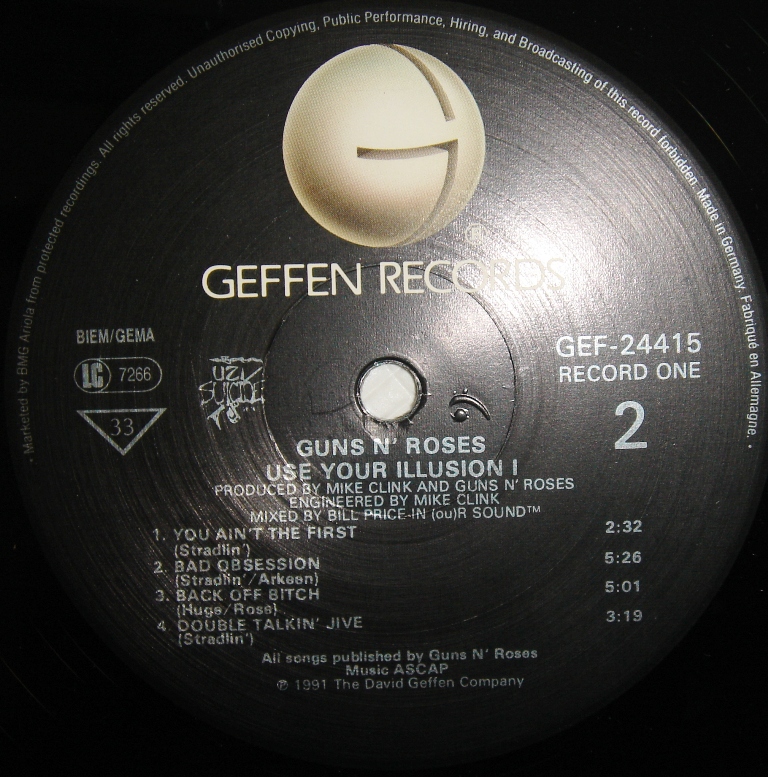 Marketed by BMG Ariola from protected recordings. All rights reserved. Unauthorised Copying, Public Performance, Hiring, and Broadcasting of this record forbidden. Made in Germany. Fabriqué en Allemagne.
GEFFEN RECORDS
BIEM/GEMA
LC 7266
33
UZI
SUICIDE
GEF-24415
RECORD ONE
2
GUNS N' ROSES
USE YOUR ILLUSION I
PRODUCED BY MIKE CLINK AND GUNS N' ROSES
ENGINEERED BY MIKE CLINK
MIXED BY BILL PRICE IN (ou)R SOUND™
1. YOU AIN'T THE FIRST 2:32
(Stradlin')
2. BAD OBSESSION 5:26
(Stradlin'/Arkeen)
3. BACK OFF BITCH 5:01
(Huge/Rose)
4. DOUBLE TALKIN' JIVE 3:19
(Stradlin')
All songs published by Guns N' Roses
Music ASCAP
℗ 1991 The David Geffen Company